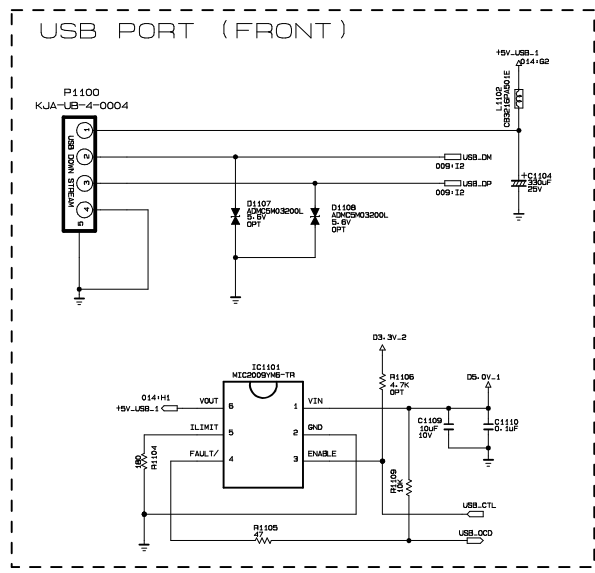 USB PORT (FRONT)
+5V_USB_1
014:G2
L1102
CB3216PA501E
P1100
KJA-UB-4-0004
USB DOWN STREAM
1
2
3
4
5
USB_DM
009:I2
USB_DP
009:I2
+C1104
330uF
25V
D1107
ADMC5M03200L
5.6V
OPT
D1108
ADMC5M03200L
5.6V
OPT
D3.3V_2
IC1101
MIC2009YM6-TR
R1106
4.7K
OPT
D5.0V_1
014:H1
+5V_USB_1
VOUT
6
1
VIN
ILIMIT
5
2
GND
FAULT/
4
3
ENABLE
180
R1104
C1109
10uF
10V
C1110
0.1uF
R1109
10K
USB_CTL
R1105
47
USB_OCD